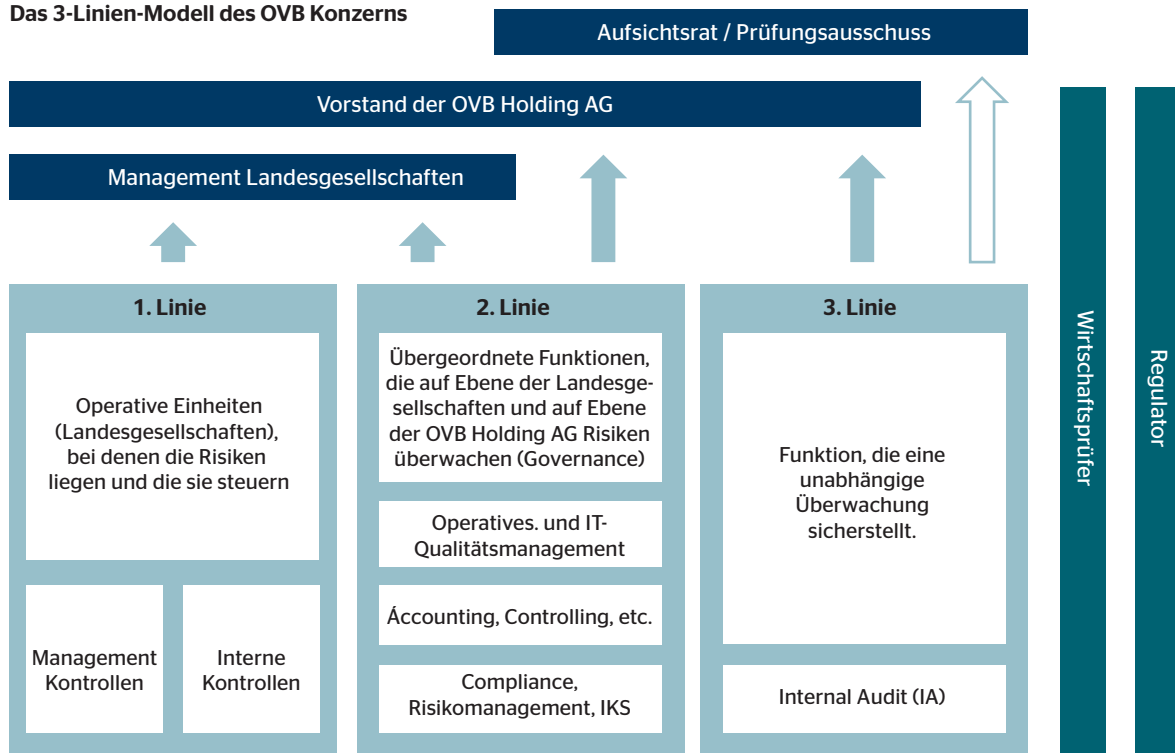 Das 3-Linien-Modell des OVB Konzerns
Aufsichtsrat / Prüfungsausschuss
Vorstand der OVB Holding AG
Management Landesgesellschaften
1. Linie
Operative Einheiten
(Landesgesellschaften),
bei denen die Risiken
liegen und die sie steuern
Management
Kontrollen
Interne
Kontrollen
2. Linie
Übergeordnete Funktionen,
die auf Ebene der Landesge-
sellschaften und auf Ebene
der OVB Holding AG Risiken
überwachen (Governance)
Operatives. und IT-
Qualitätsmanagement
Áccounting, Controlling, etc.
Compliance,
Risikomanagement, IKS
3. Linie
Funktion, die eine
unabhängige
Überwachung
sicherstellt.
Internal Audit (IA)
Wirtschaftsprüfer
Regulator